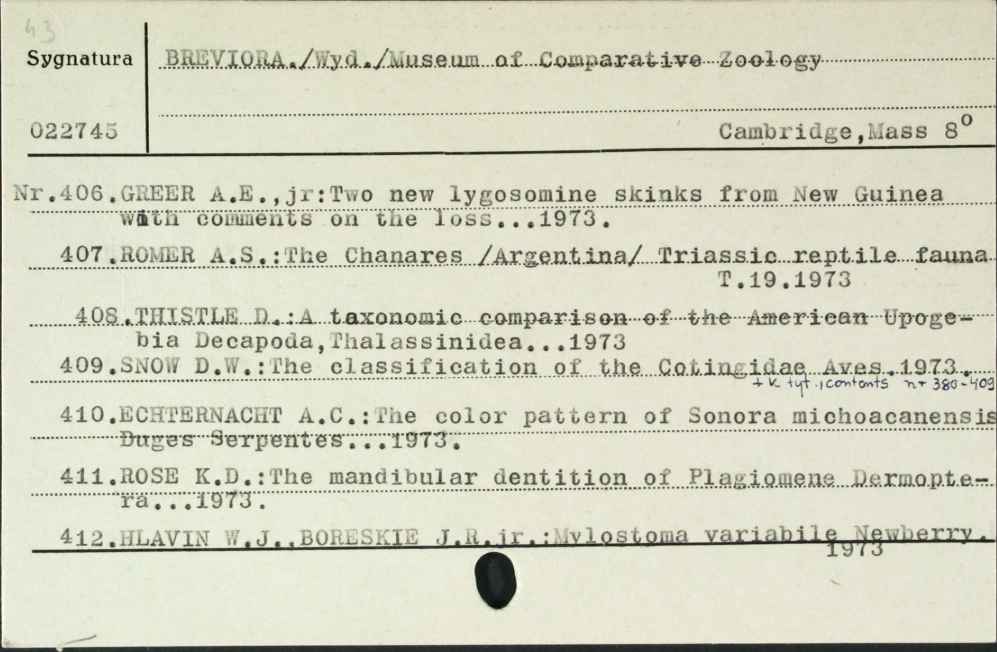 43
Sygnatura
BREVIORA./Wyd./Museum of Comparative Zoology
022745
Cambridge,Mass 8°
Nr.406.GREER A.E.,jr:Two new lygosomine skinks from New Guinea
with comments on the loss...1973.
407.ROMER A.S.:The Chanares /Argentina/ Triassic reptile fauna
T.19.1973
408.THISTLE D.:A taxonomic comparison of the American Upoge-
bia Decapoda,Thalassinidea...1973
409.SNOW D.W.:The classification of the Cotingidae Aves.1973.
+ k. tyt., contents nr 380-409
410.ECHTERNACHT A.C.:The color pattern of Sonora michoacanensis
Duges Serpentes...1973.
411.ROSE K.D.:The mandibular dentition of Plagiomene Dermopte-
ra...1973.
412.HLAVIN W.J.,BORESKIE J.R.jr.:Mylostoma variabile Newberry.
1973